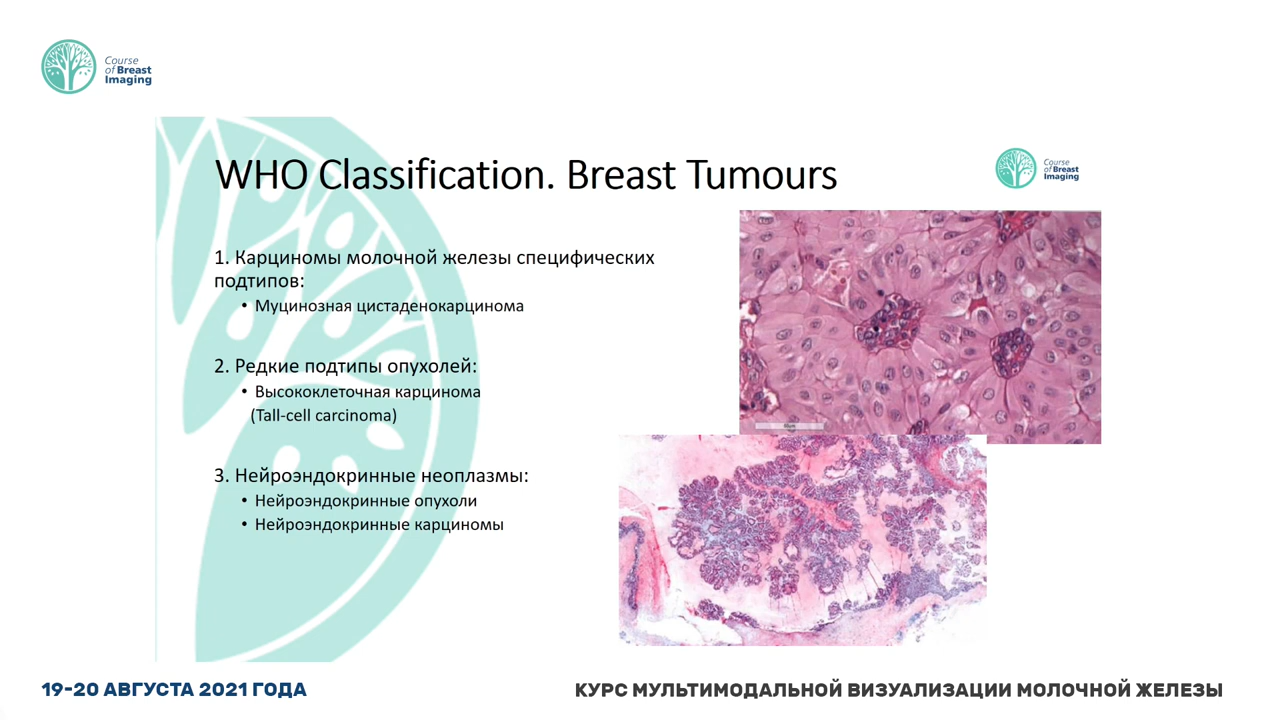 Course
of Breast
Imaging
WHO Classification. Breast Tumours
Course
of Breast
Imaging
1. Карциномы молочной железы специфических
подтипов:
• Муцинозная цистаденокарцинома
2. Редкие подтипы опухолей:
• Высококлеточная карцинома
(Tall-cell carcinoma)
3. Нейроэндокринные неоплазмы:
• Нейроэндокринные опухоли
• Нейроэндокринные карциномы
19-20 АВГУСТА 2021 ГОДА
КУРС МУЛЬТИМОДАЛЬНОЙ ВИЗУАЛИЗАЦИИ МОЛОЧНОЙ ЖЕЛЕЗЫ